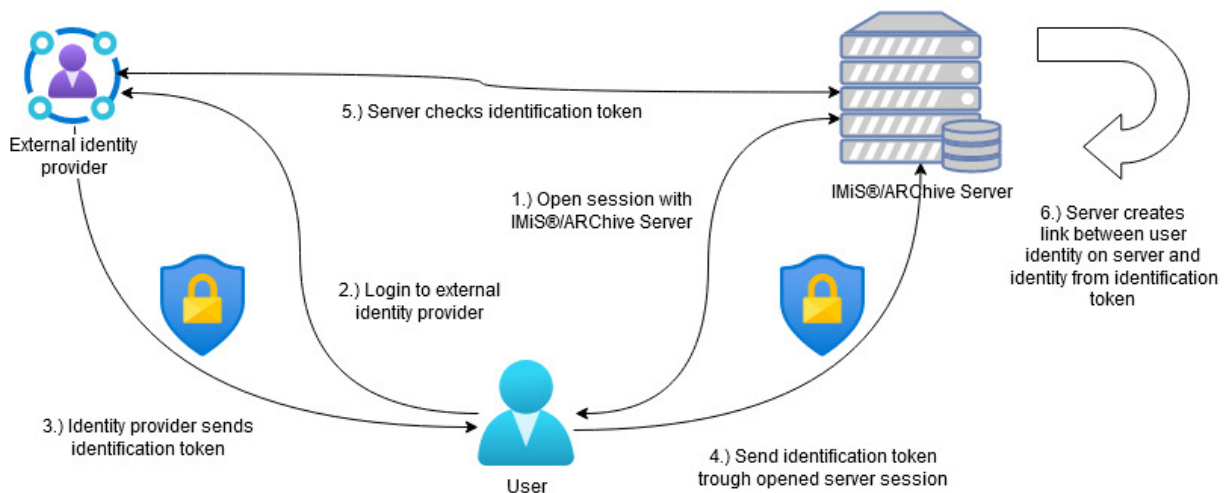 External identity
provider
5.) Server checks identification token
IMiS®/ARChive Server
1.) Open session with
IMiS®/ARChive Server
6.) Server creates
link between user
identity on server and
identity from identification
token
2.) Login to external
identity provider
3.) Identity provider sends
identification token
4.) Send identification token
trough opened server session
User